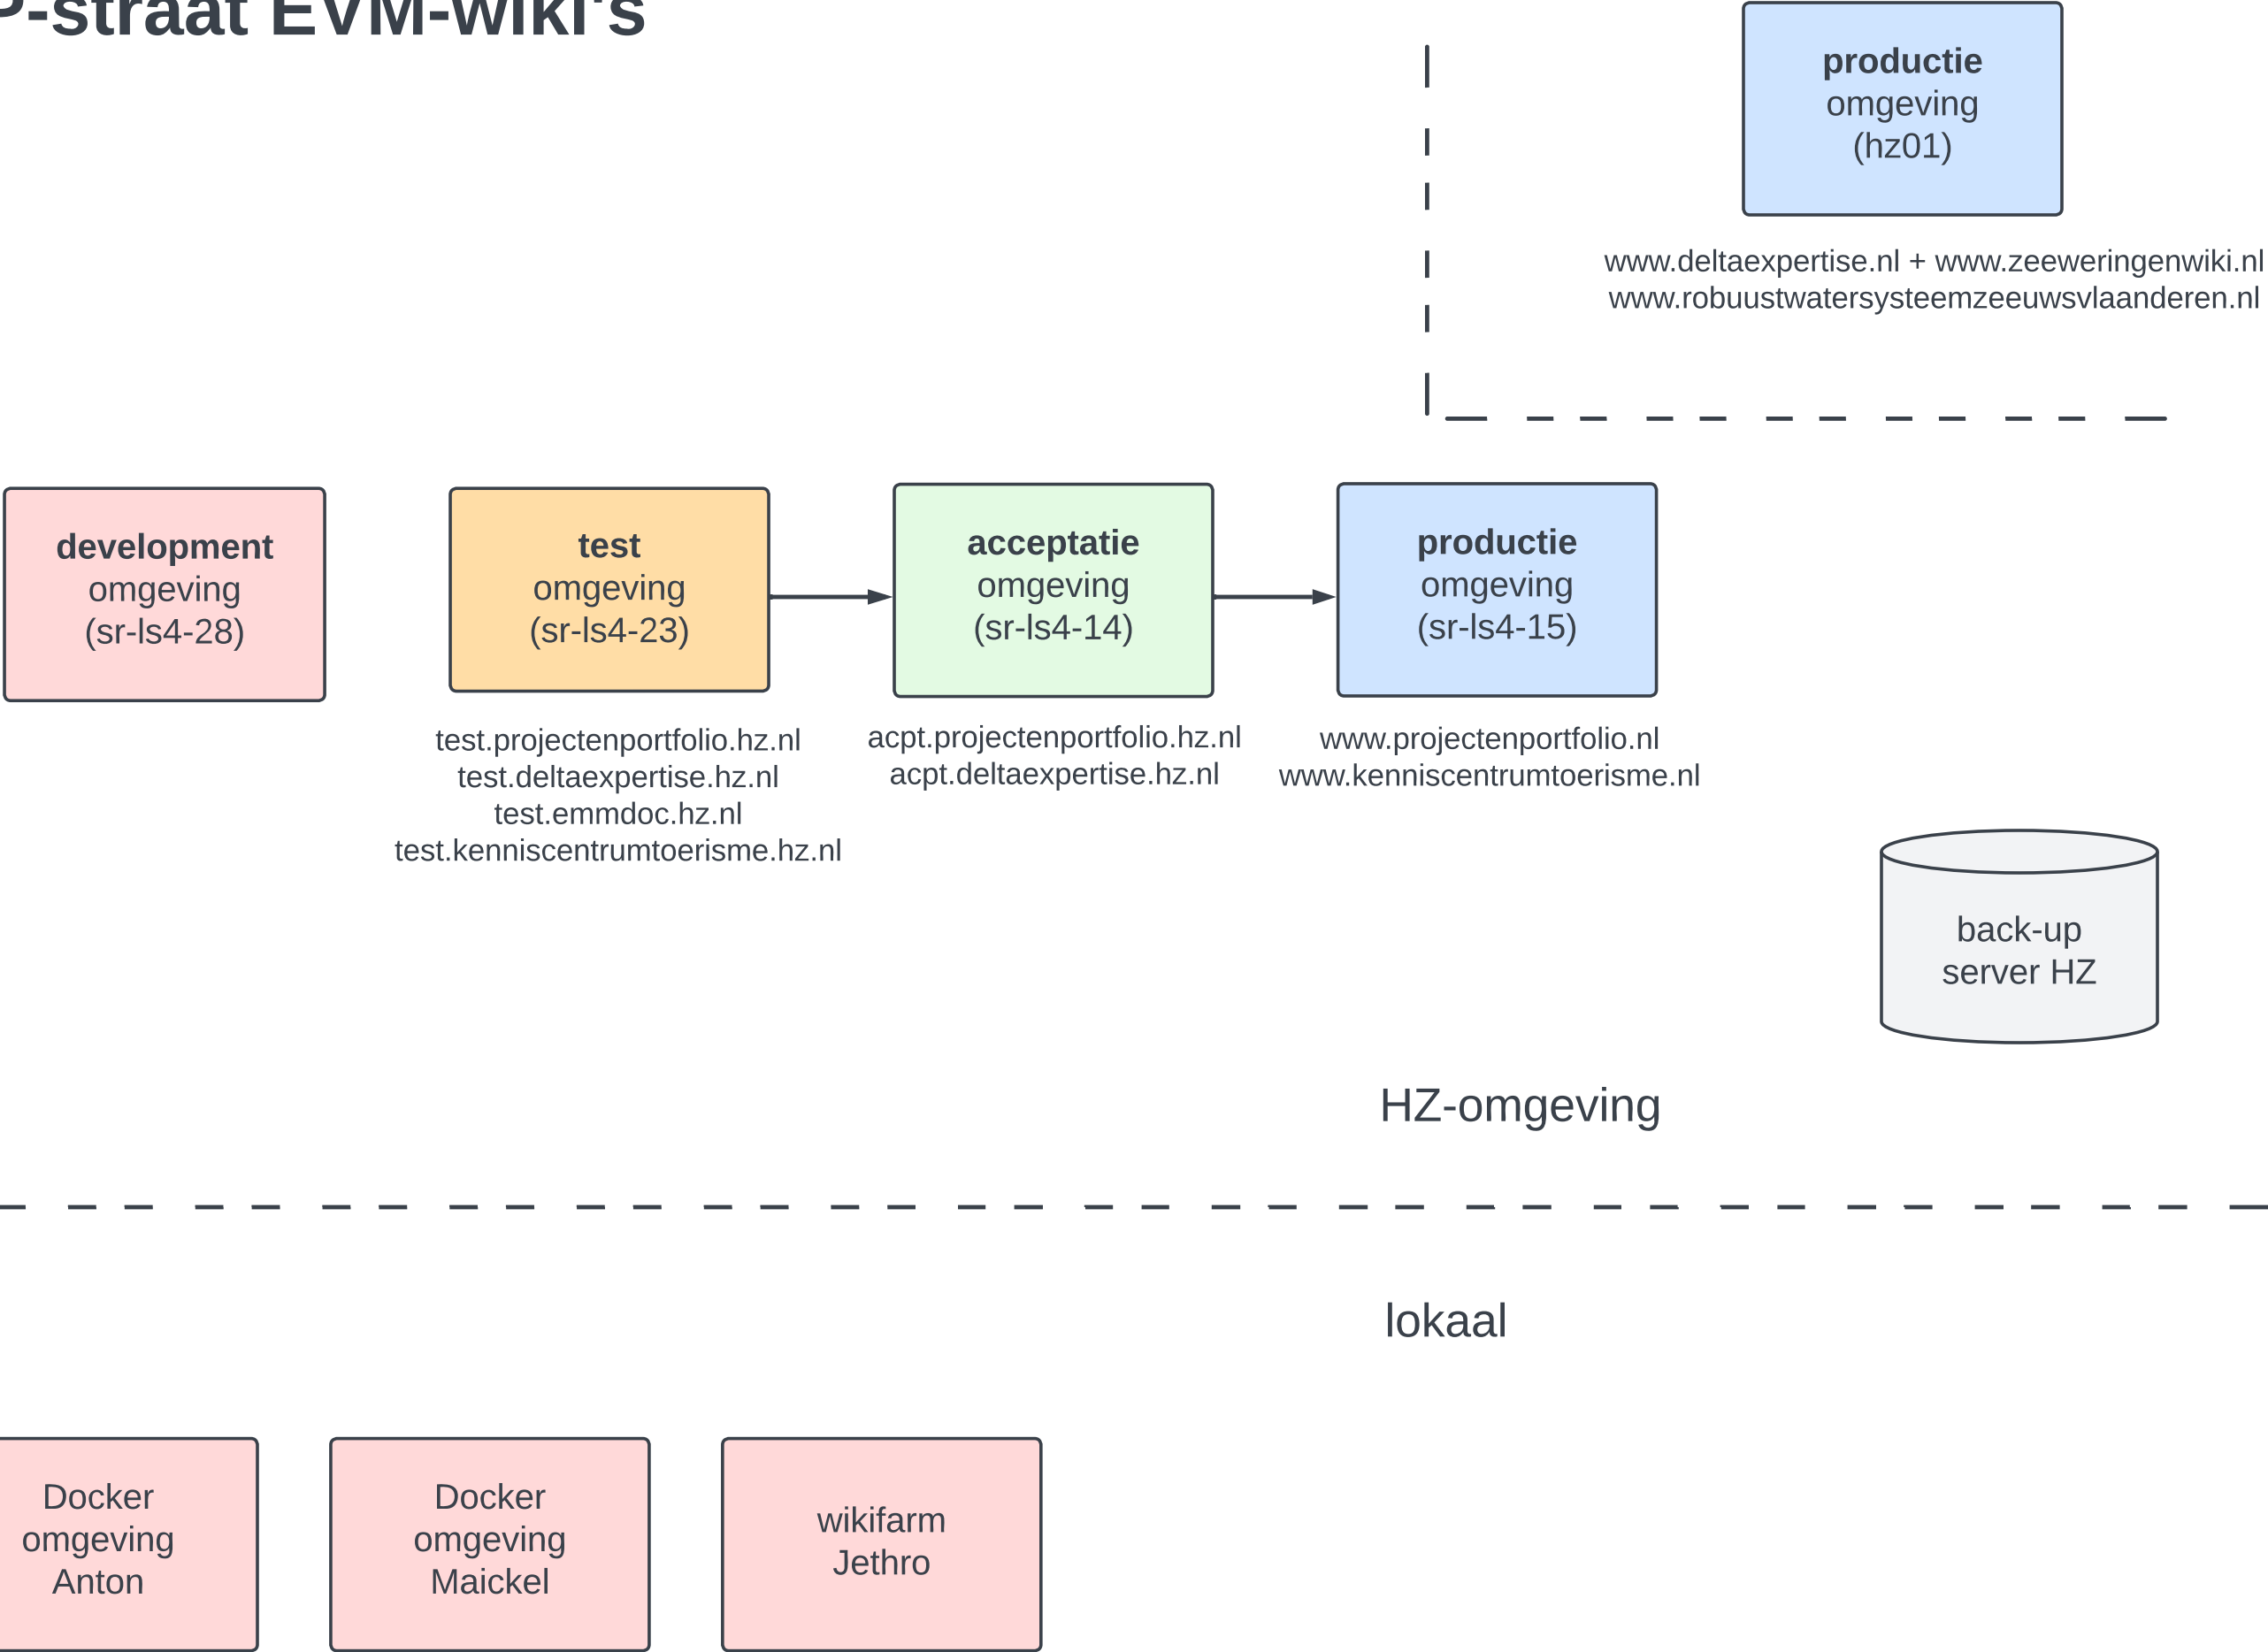 P-straat EVM-wiki's
productie
omgeving
(hz01)
www.deltaexpertise.nl + www.zeeweringenwiki.nl
www.robuustwatersysteemzeeuwsvlaanderen.nl
development
omgeving
(sr-ls4-28)
test
omgeving
(sr-ls4-23)
acceptatie
omgeving
(sr-ls4-14)
productie
omgeving
(sr-ls4-15)
test.projectenportfolio.hz.nl
test.deltaexpertise.hz.nl
test.emmdoc.hz.nl
test.kenniscentrumtoerisme.hz.nl
acpt.projectenportfolio.hz.nl
acpt.deltaexpertise.hz.nl
www.projectenportfolio.nl
www.kenniscentrumtoerisme.nl
back-up
server HZ
HZ-omgeving
lokaal
Docker
omgeving
Anton
Docker
omgeving
Maickel
wikifarm
Jethro